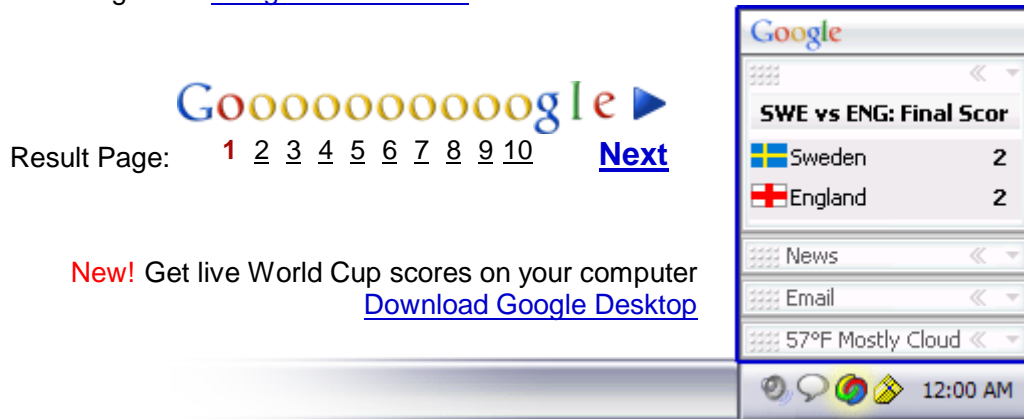 Goooooooooogle
Result Page: 1 2 3 4 5 6 7 8 9 10 Next
New! Get live World Cup scores on your computer
Download Google Desktop
Google
SWE vs ENG: Final Scor
Sweden 2
England 2
News
Email
57°F Mostly Cloud
12:00 AM